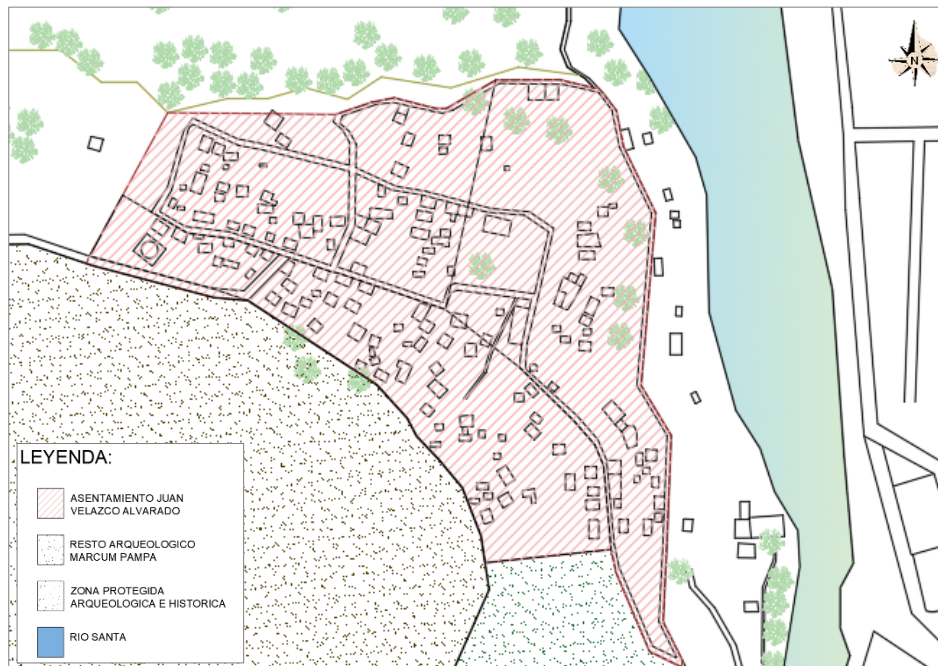 N
LEYENDA:
ASENTAMIENTO JUAN
VELAZCO ALVARADO
RESTO ARQUEOLOGICO
MARCUM PAMPA
ZONA PROTEGIDA
ARQUEOLOGICA E HISTORICA
RIO SANTA